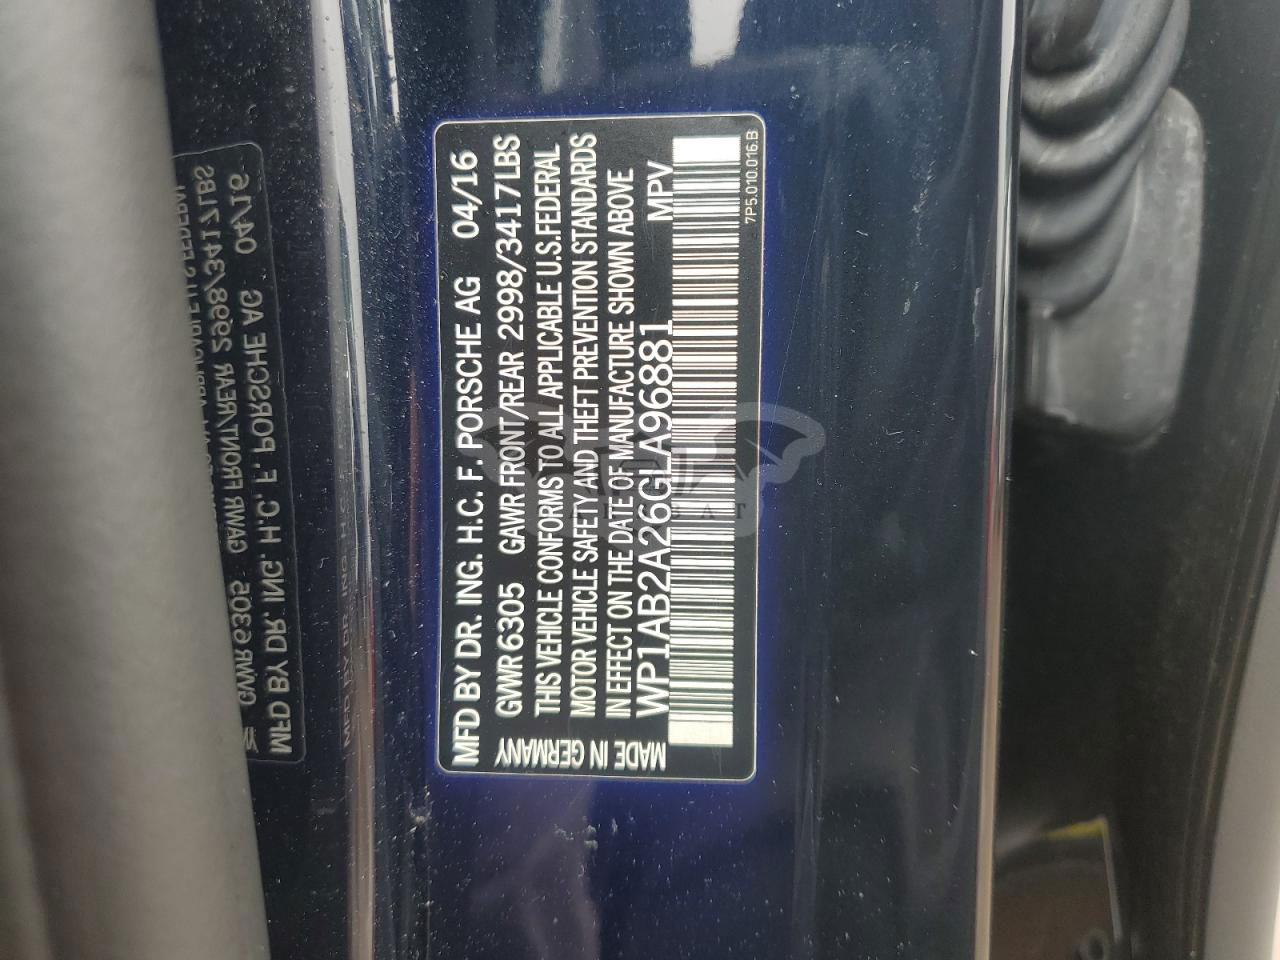 MFD BY DR. ING. H.C. F. PORSCHE AG 04/16
GVWR 6305 GAWR FRONT/REAR 2998/3417LBS
THIS VEHICLE CONFORMS TO ALL APPLICABLE U.S.FEDERAL
MOTOR VEHICLE SAFETY AND THEFT PREVENTION STANDARDS
IN EFFECT ON THE DATE OF MANUFACTURE SHOWN ABOVE
WP1AB2A26GLA96881 MPV
MADE IN GERMANY
7P5.010.016.B